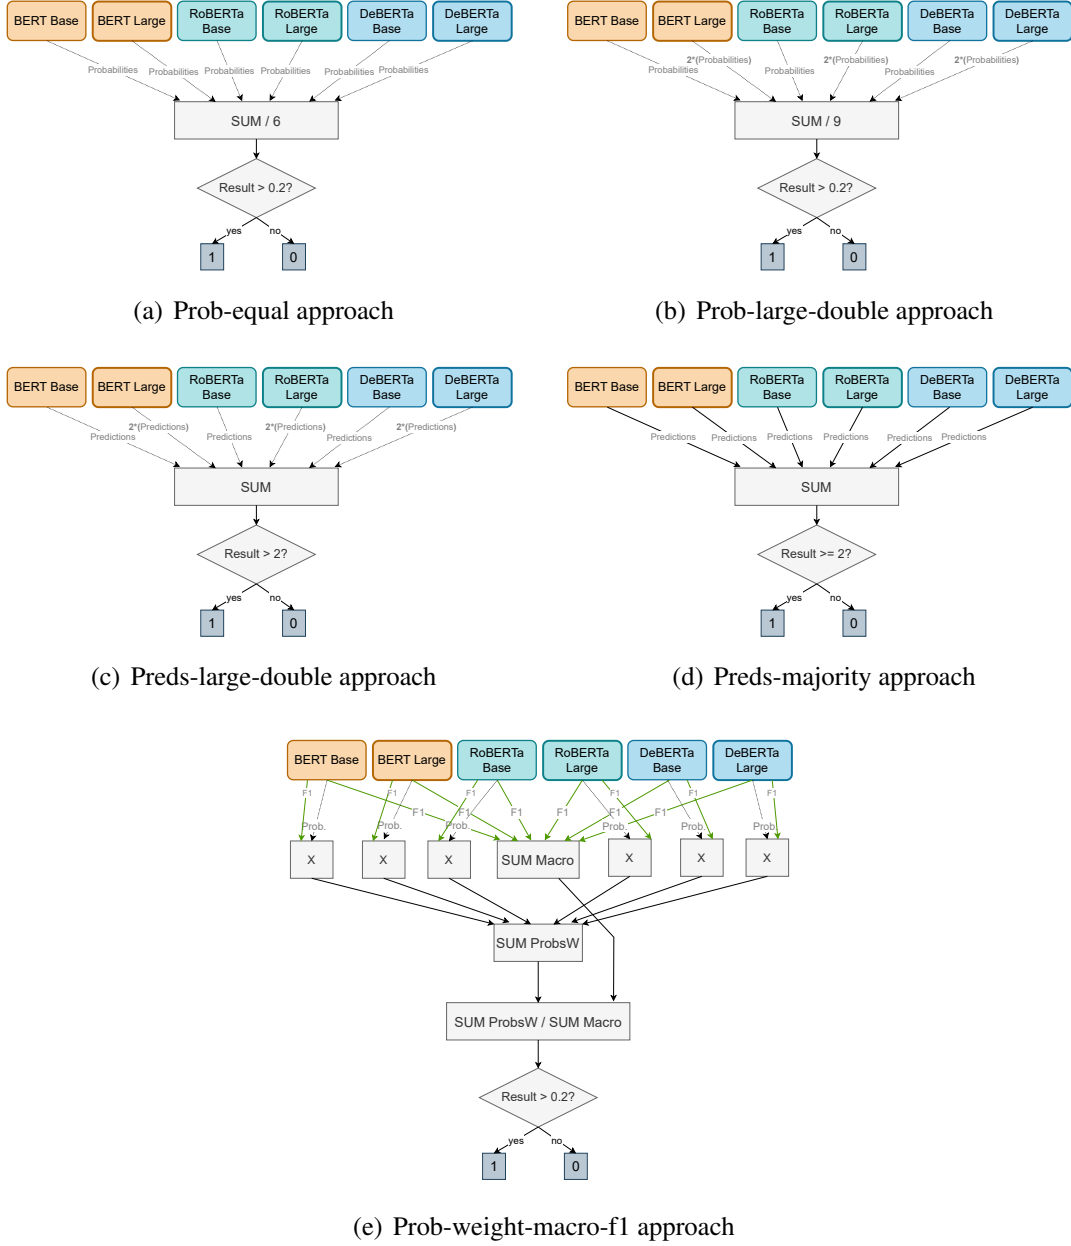 BERT Base BERT Large RoBERTa Base RoBERTa Large DeBERTa Base DeBERTa Large
Probabilities Probabilities Probabilities Probabilities Probabilities Probabilities
SUM / 6
Result > 0.2?
yes no
1 0
(a) Prob-equal approach
BERT Base BERT Large RoBERTa Base RoBERTa Large DeBERTa Base DeBERTa Large
Probabilities 2*(Probabilities) Probabilities 2*(Probabilities) Probabilities 2*(Probabilities)
SUM / 9
Result > 0.2?
yes no
1 0
(b) Prob-large-double approach
BERT Base BERT Large RoBERTa Base RoBERTa Large DeBERTa Base DeBERTa Large
Predictions 2*(Predictions) Predictions 2*(Predictions) Predictions 2*(Predictions)
SUM
Result > 2?
yes no
1 0
(c) Preds-large-double approach
BERT Base BERT Large RoBERTa Base RoBERTa Large DeBERTa Base DeBERTa Large
Predictions Predictions Predictions Predictions Predictions Predictions
SUM
Result >= 2?
yes no
1 0
(d) Preds-majority approach
BERT Base BERT Large RoBERTa Base RoBERTa Large DeBERTa Base DeBERTa Large
F1 F1 F1 F1 F1 F1
F1 F1 F1 F1 F1 F1
Prob. Prob. Prob. Prob. Prob. Prob.
X X X SUM Macro X X X
SUM ProbsW
SUM ProbsW / SUM Macro
Result > 0.2?
yes no
1 0
(e) Prob-weight-macro-f1 approach